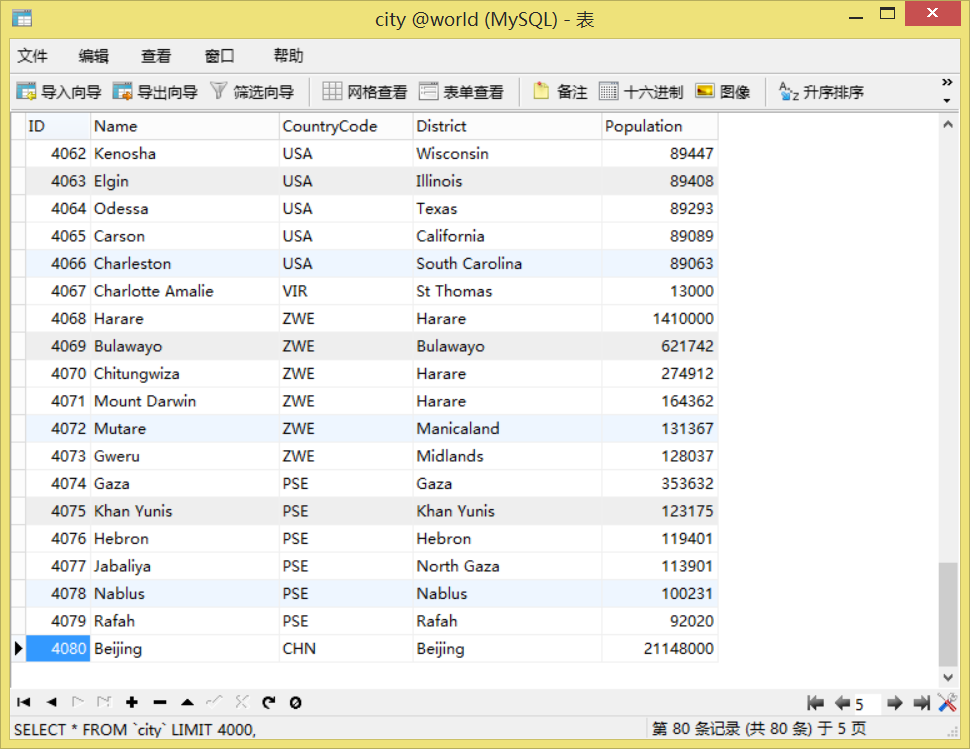 city @world (MySQL) - 表
文件 编辑 查看 窗口 帮助
导入向导 导出向导 筛选向导 网格查看 表单查看 备注 十六进制 图像 升序排序
ID Name CountryCode District Population
4062 Kenosha USA Wisconsin 89447
4063 Elgin USA Illinois 89408
4064 Odessa USA Texas 89293
4065 Carson USA California 89089
4066 Charleston USA South Carolina 89063
4067 Charlotte Amalie VIR St Thomas 13000
4068 Harare ZWE Harare 1410000
4069 Bulawayo ZWE Bulawayo 621742
4070 Chitungwiza ZWE Harare 274912
4071 Mount Darwin ZWE Harare 164362
4072 Mutare ZWE Manicaland 131367
4073 Gweru ZWE Midlands 128037
4074 Gaza PSE Gaza 353632
4075 Khan Yunis PSE Khan Yunis 123175
4076 Hebron PSE Hebron 119401
4077 Jabaliya PSE North Gaza 113901
4078 Nablus PSE Nablus 100231
4079 Rafah PSE Rafah 92020
4080 Beijing CHN Beijing 21148000
5
SELECT * FROM `city` LIMIT 4000, 第 80 条记录 (共 80 条) 于 5 页